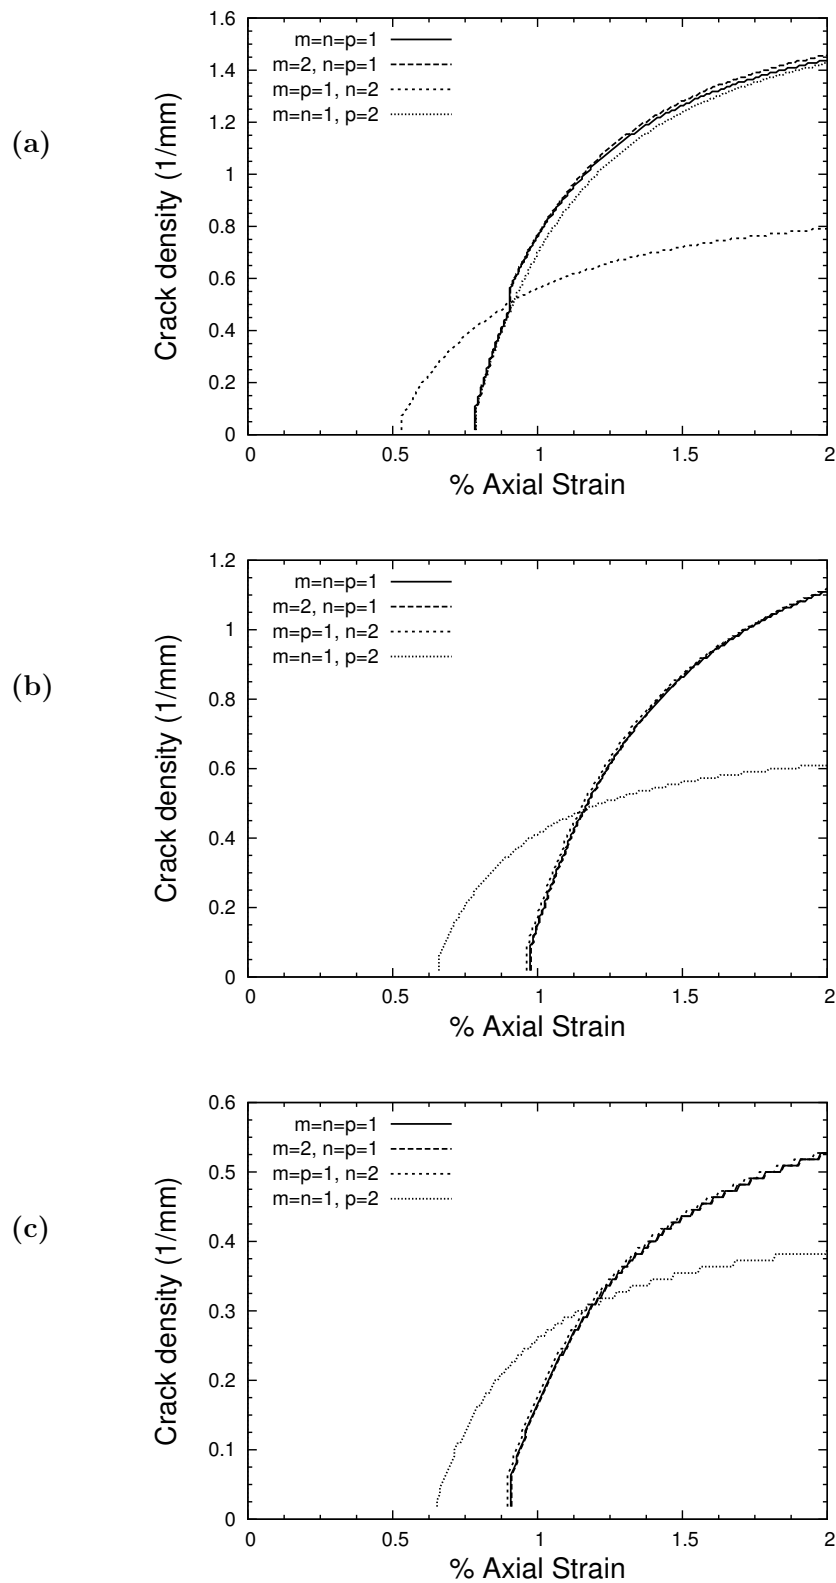 (a)
Crack density (1/mm)
1.6
1.4
1.2
1
0.8
0.6
0.4
0.2
0
m=n=p=1
m=2, n=p=1
m=p=1, n=2
m=n=1, p=2
0 0.5 1 1.5 2
% Axial Strain
(b)
Crack density (1/mm)
1.2
1
0.8
0.6
0.4
0.2
0
m=n=p=1
m=2, n=p=1
m=p=1, n=2
m=n=1, p=2
0 0.5 1 1.5 2
% Axial Strain
(c)
Crack density (1/mm)
0.6
0.5
0.4
0.3
0.2
0.1
0
m=n=p=1
m=2, n=p=1
m=p=1, n=2
m=n=1, p=2
0 0.5 1 1.5 2
% Axial Strain